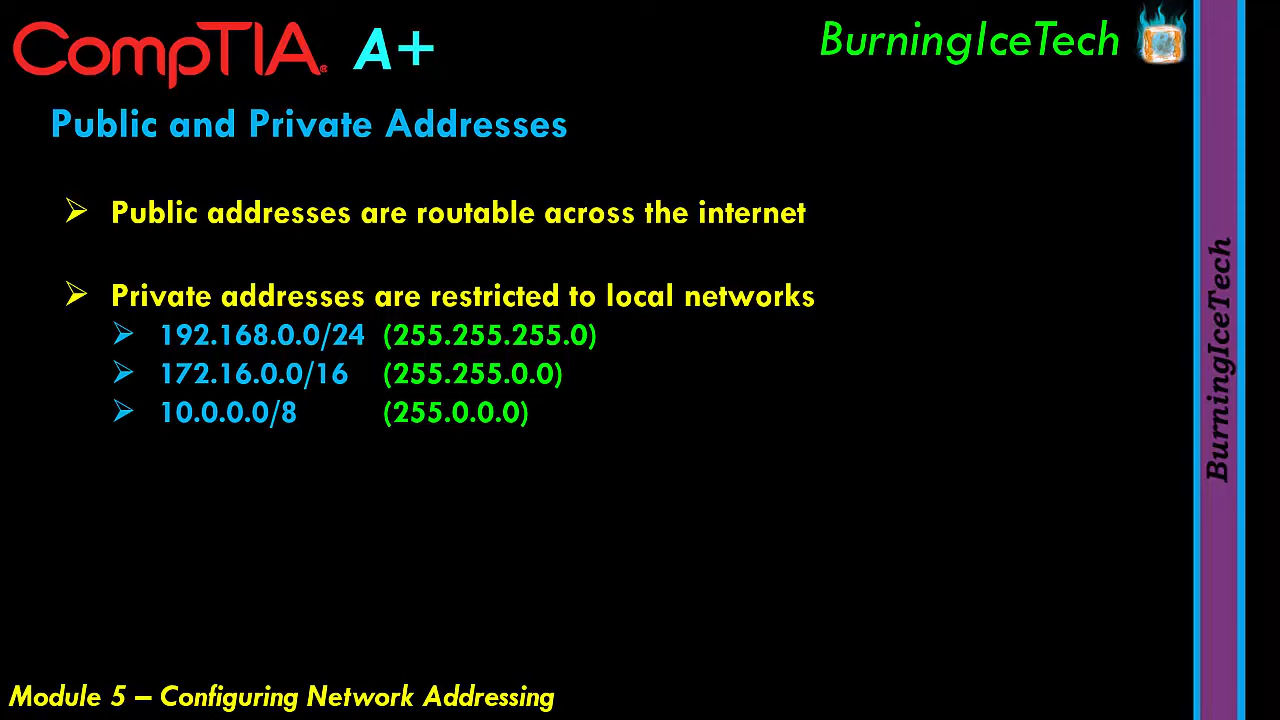 CompTIA® A+
BurningIceTech
Public and Private Addresses
Public addresses are routable across the internet
Private addresses are restricted to local networks
192.168.0.0/24 (255.255.255.0)
172.16.0.0/16 (255.255.0.0)
10.0.0.0/8 (255.0.0.0)
BurningIceTech
Module 5 – Configuring Network Addressing